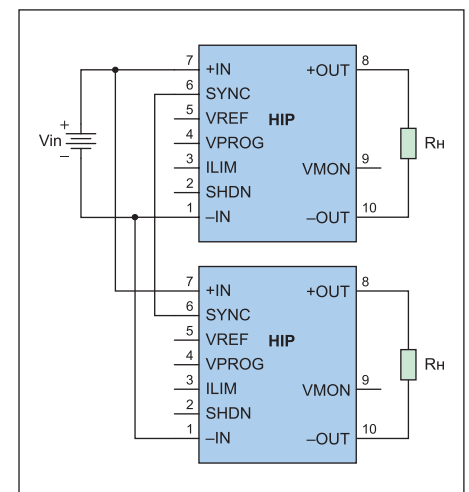 7 +IN +OUT 8
6 SYNC
5 VREF HIP
4 VPROG
3 ILIM VMON 9
2 SHDN
1 –IN –OUT 10
+
Vin
–
Rн
7 +IN +OUT 8
6 SYNC
5 VREF HIP
4 VPROG
3 ILIM VMON 9
2 SHDN
1 –IN –OUT 10
Rн